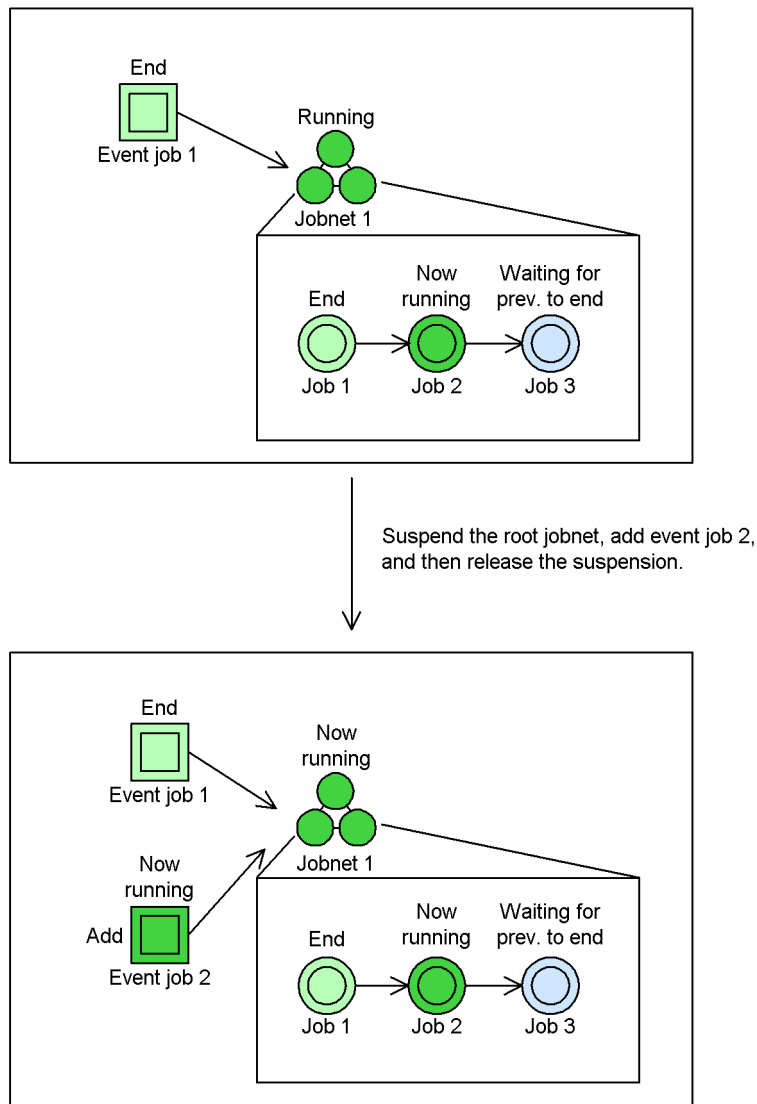 End
Event job 1
Running
Jobnet 1
End
Now
running
Waiting for
prev. to end
Job 1
Job 2
Job 3
Suspend the root jobnet, add event job 2,
and then release the suspension.
End
Event job 1
Now
running
Jobnet 1
Now
running
Add
Event job 2
End
Now
running
Waiting for
prev. to end
Job 1
Job 2
Job 3